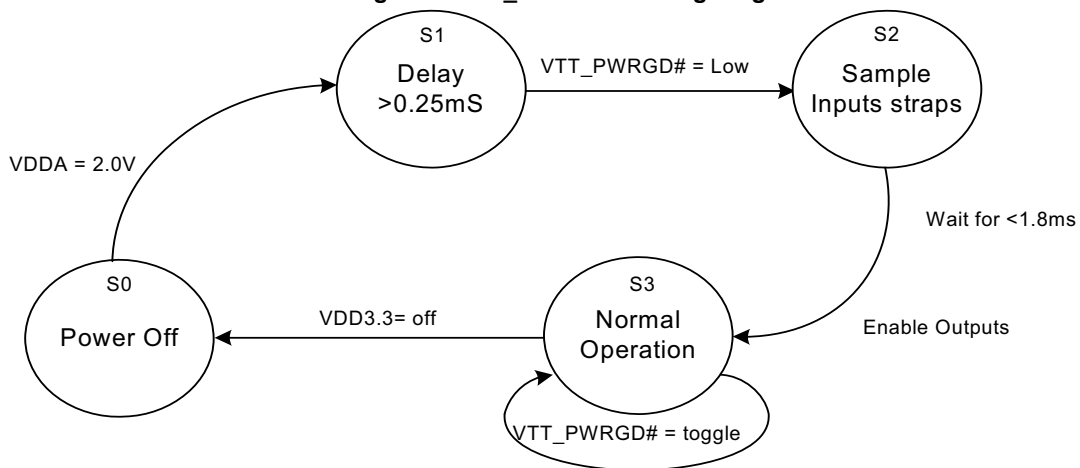 S1
Delay
>0.25mS
VTT_PWRGD# = Low
S2
Sample
Inputs straps
VDDA = 2.0V
Wait for <1.8ms
S0
Power Off
VDD3.3= off
S3
Normal
Operation
Enable Outputs
VTT_PWRGD# = toggle